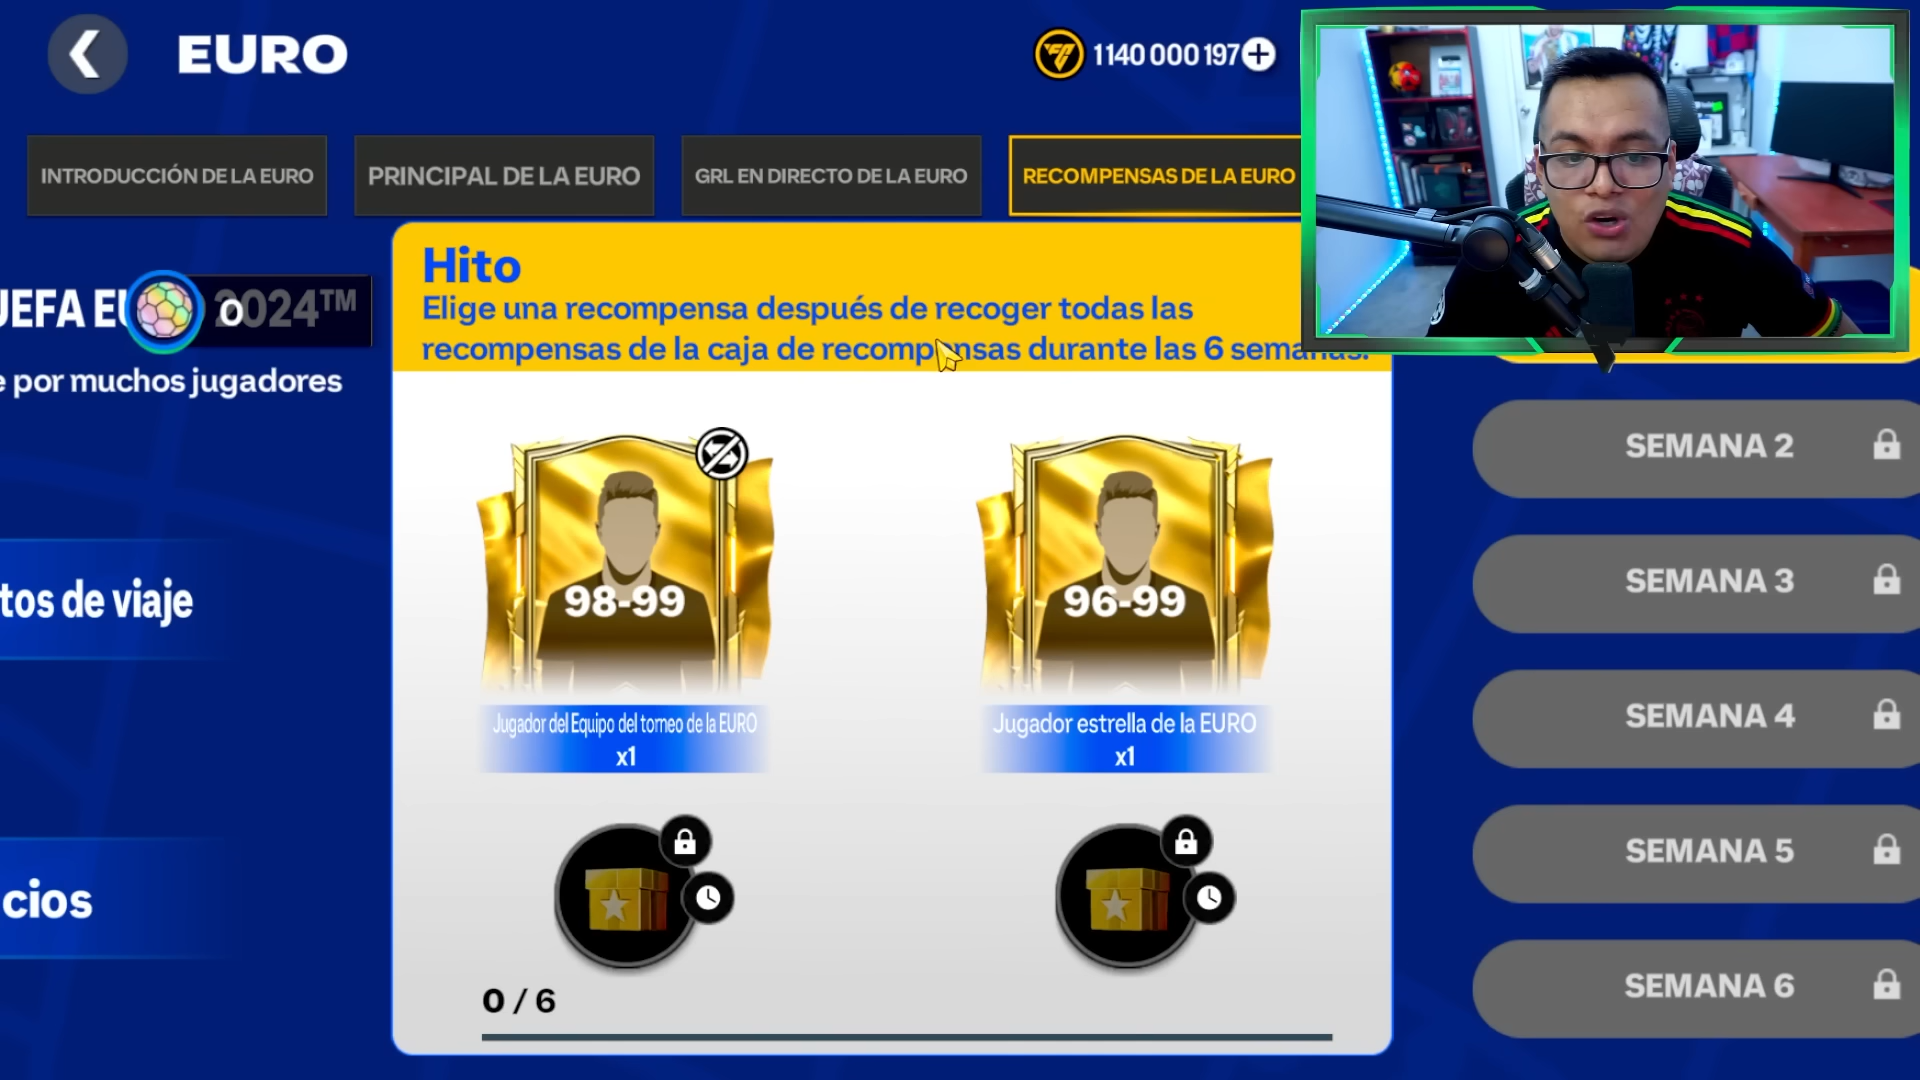 EURO
1140 000 197
INTRODUCCIÓN DE LA EURO
PRINCIPAL DE LA EURO
GRL EN DIRECTO DE LA EURO
RECOMPENSAS DE LA EURO
Hito
Elige una recompensa después de recoger todas las
recompensas de la caja de recompensas durante las 6 semanas.
2024™
0
por muchos jugadores
tos de viaje
cios
98-99
Jugador del Equipo del torneo de la EURO
x1
96-99
Jugador estrella de la EURO
x1
0 / 6
SEMANA 2
SEMANA 3
SEMANA 4
SEMANA 5
SEMANA 6